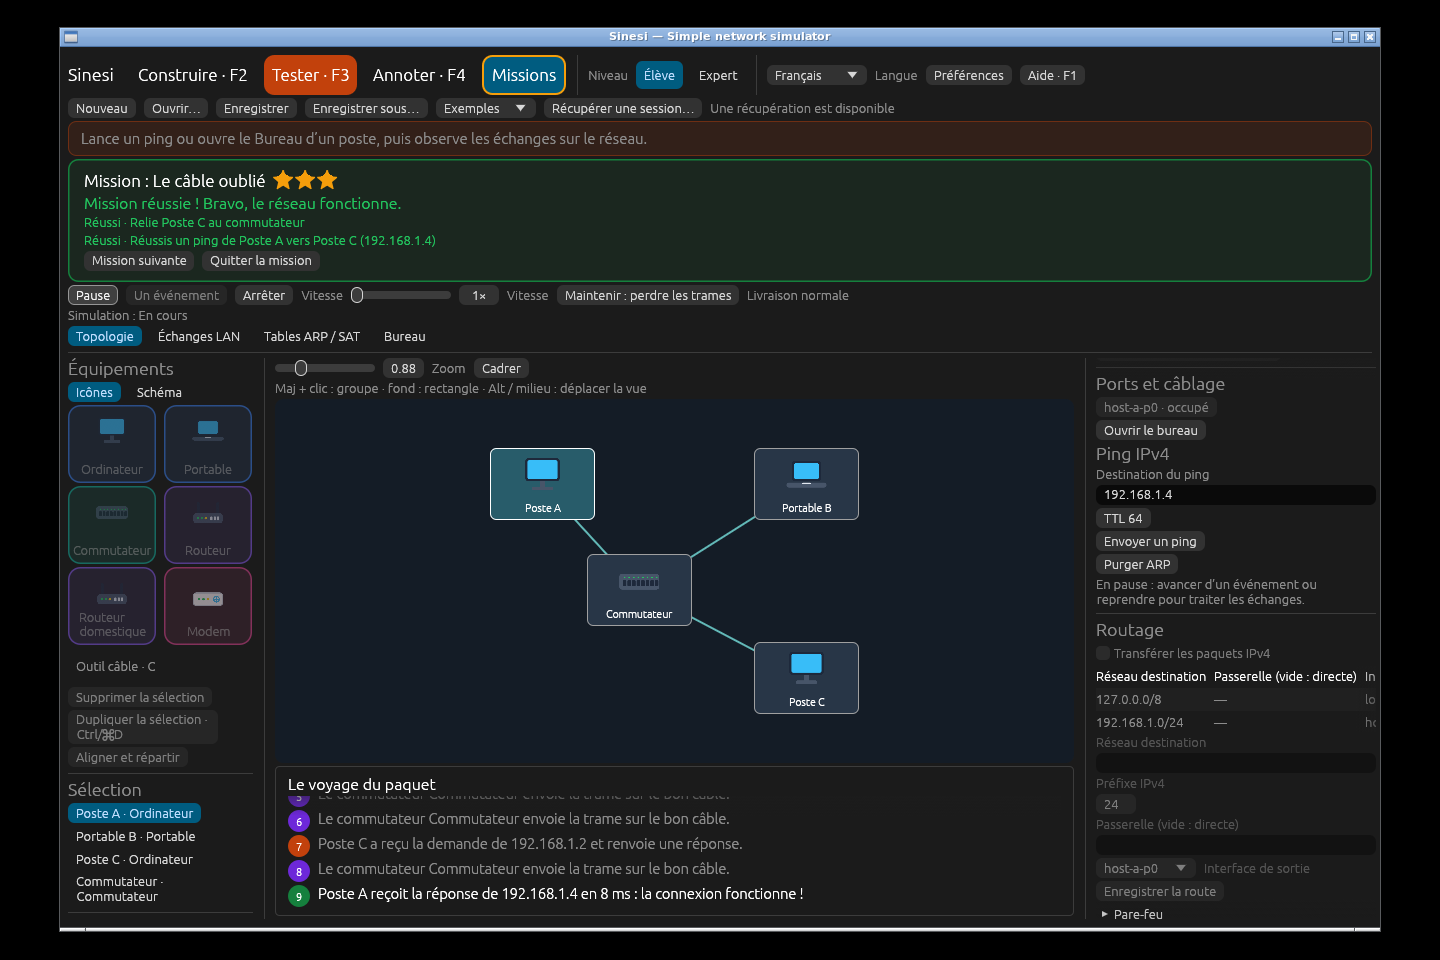 Sinesi — Simple network simulator
Sinesi Construire · F2 Tester · F3 Annoter · F4 Missions Niveau Élève Expert Français Langue Préférences Aide · F1
Nouveau Ouvrir… Enregistrer Enregistrer sous… Exemples Récupérer une session… Une récupération est disponible
Lance un ping ou ouvre le Bureau d’un poste, puis observe les échanges sur le réseau.
Mission : Le câble oublié
Mission réussie ! Bravo, le réseau fonctionne.
Réussi · Relie Poste C au commutateur
Réussi · Réussis un ping de Poste A vers Poste C (192.168.1.4)
Mission suivante Quitter la mission
Pause Un événement Arrêter Vitesse 1× Vitesse Maintenir : perdre les trames Livraison normale
Simulation : En cours
Topologie Échanges LAN Tables ARP / SAT Bureau
Équipements
Icônes Schéma
Ordinateur Portable
Commutateur Routeur
Routeur domestique Modem
Outil câble · C
Supprimer la sélection
Dupliquer la sélection ·
Ctrl/⌘D
Aligner et répartir
Sélection
Poste A · Ordinateur
Portable B · Portable
Poste C · Ordinateur
Commutateur ·
Commutateur
0.88 Zoom Cadrer
Maj + clic : groupe · fond : rectangle · Alt / milieu : déplacer la vue
Poste A
Portable B
Commutateur
Poste C
Le voyage du paquet
5 Le commutateur Commutateur envoie la trame sur le bon câble.
6 Le commutateur Commutateur envoie la trame sur le bon câble.
7 Poste C a reçu la demande de 192.168.1.2 et renvoie une réponse.
8 Le commutateur Commutateur envoie la trame sur le bon câble.
9 Poste A reçoit la réponse de 192.168.1.4 en 8 ms : la connexion fonctionne !
Ports et câblage
host-a-p0 · occupé
Ouvrir le bureau
Ping IPv4
Destination du ping
192.168.1.4
TTL 64
Envoyer un ping
Purger ARP
En pause : avancer d’un événement ou
reprendre pour traiter les échanges.
Routage
Transférer les paquets IPv4
Réseau destination Passerelle (vide : directe) In
127.0.0.0/8 — lo
192.168.1.0/24 — ho
Réseau destination
Préfixe IPv4
24
Passerelle (vide : directe)
host-a-p0 Interface de sortie
Enregistrer la route
Pare-feu